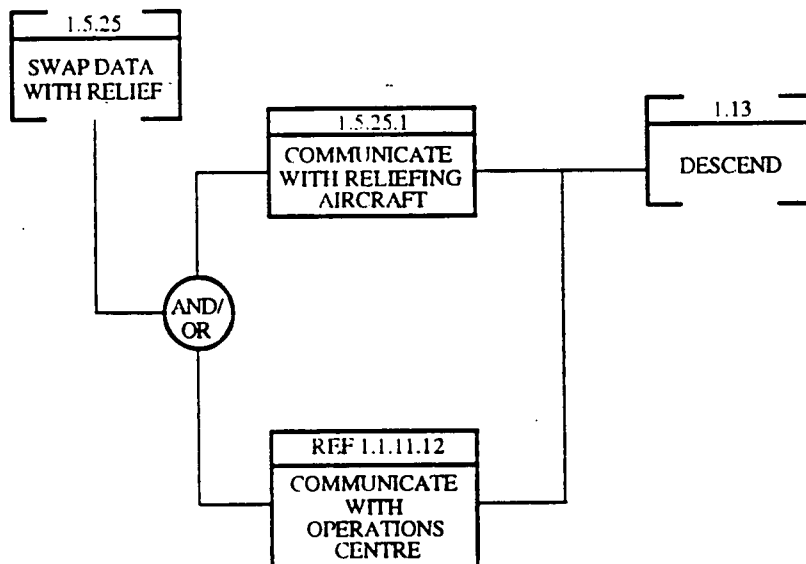 1.5.25
SWAP DATA
WITH RELIEF
1.5.25.1
COMMUNICATE
WITH RELIEFING
AIRCRAFT
1.13
DESCEND
AND/
OR
REF 1.1.11.12
COMMUNICATE
WITH
OPERATIONS
CENTRE